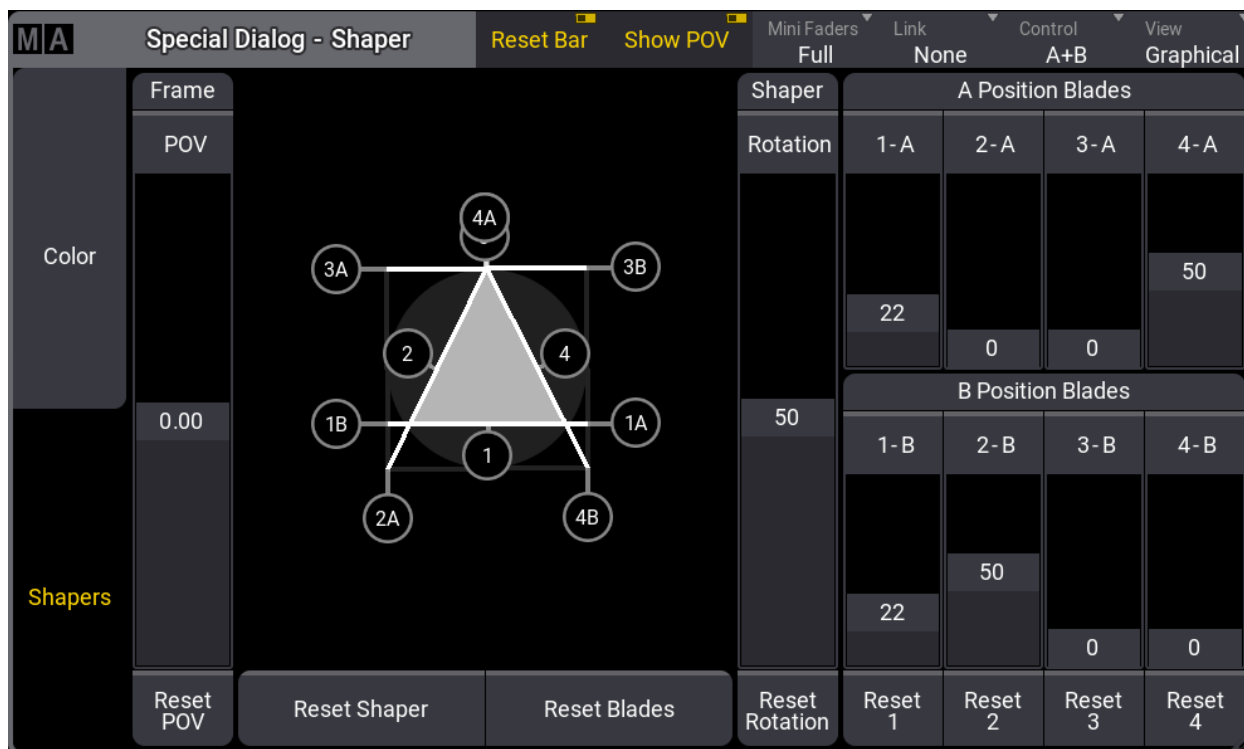 MA
Special Dialog - Shaper
Reset Bar
Show POV
Mini Faders
Full
Link
None
Control
A+B
View
Graphical
Color
Shapers
Frame
POV
0.00
Reset
POV
4A
3A
3B
2
4
1B
1A
1
2A
4B
Reset Shaper
Reset Blades
Shaper
Rotation
50
Reset
Rotation
A Position Blades
1-A
2-A
3-A
4-A
22
0
0
50
B Position Blades
1-B
2-B
3-B
4-B
22
50
0
0
Reset
1
Reset
2
Reset
3
Reset
4